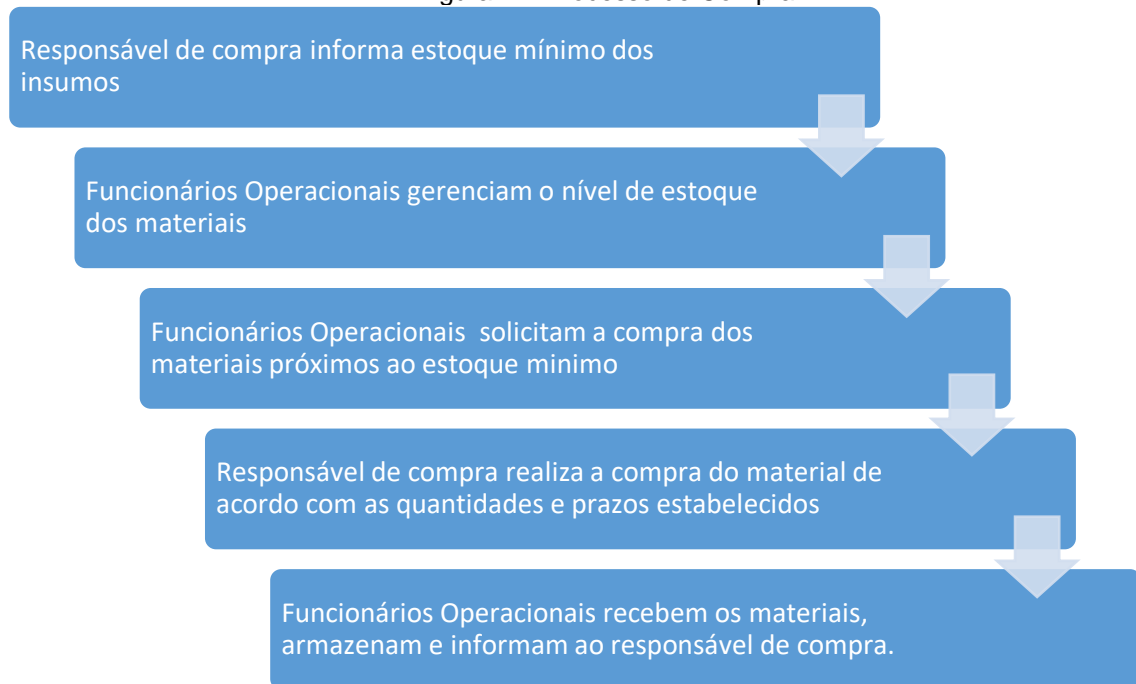 Responsável de compra informa estoque mínimo dos
insumos
Funcionários Operacionais gerenciam o nível de estoque
dos materiais
Funcionários Operacionais  solicitam a compra dos
materiais próximos ao estoque minimo
Responsável de compra realiza a compra do material de
acordo com as quantidades e prazos estabelecidos
Funcionários Operacionais recebem os materiais,
armazenam e informam ao responsável de compra.